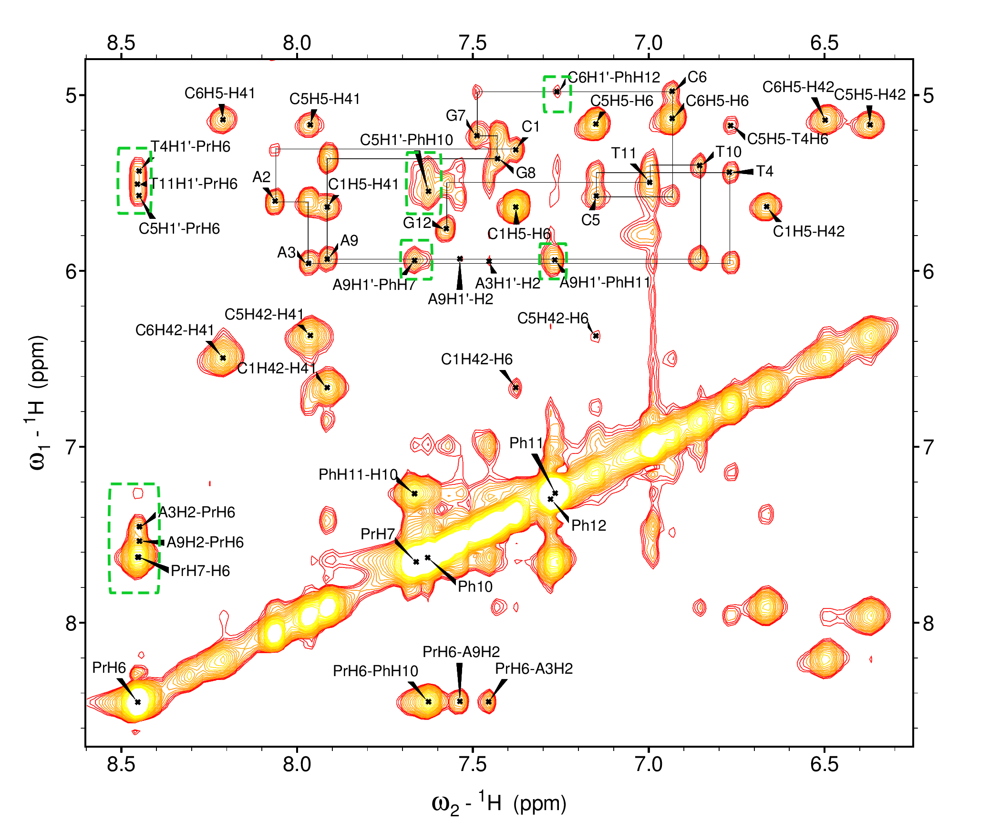 8.5 8.0 7.5 7.0 6.5
C6H1'-PhH12 C6
C6H5-H41 C5H5-H41 C5H5-H6 C6H5-H6 C6H5-H42 C5H5-H42
5 5
G7 C1
T4H1'-PrH6 C5H1'-PhH10 C5H5-T4H6
T11 T10
A2 T11H1'-PrH6 C1H5-H41 G8 T4
C5H1'-PrH6 G12 C1H5-H6 C5 C1H5-H42
A3 A9
6 6
A9H1'-PhH7 A9H1'-H2 A3H1'-H2 A9H1'-PhH11
C5H42-H41 C5H42-H6
C6H42-H41
C1H42-H41 C1H42-H6
ω1 - 1H (ppm)
7 7
Ph11
PhH11-H10
A3H2-PrH6 PrH7 Ph12
A9H2-PrH6
PrH7-H6 Ph10
8 8
PrH6 PrH6-PhH10 PrH6-A9H2 PrH6-A3H2
8.5 8.0 7.5 7.0 6.5
ω2 - 1H (ppm)